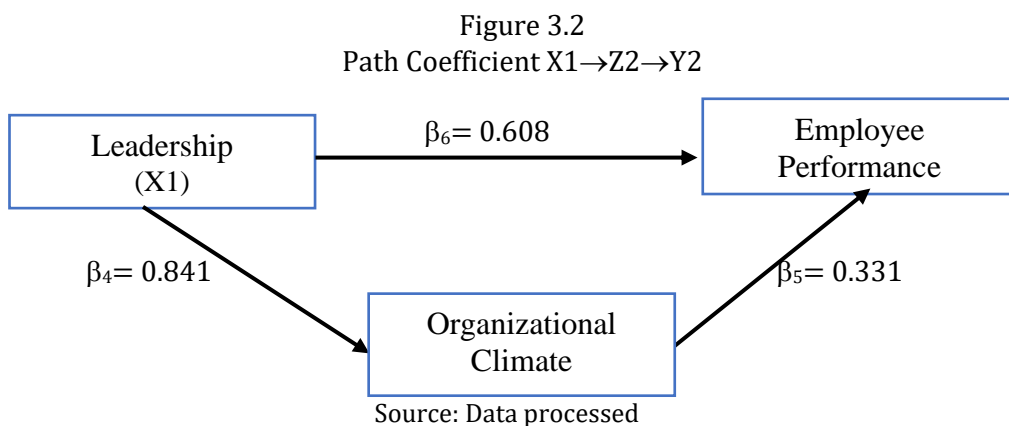 Figure 3.2
Path Coefficient X1→Z2→Y2
Leadership
(X1)
β₆= 0.608
Employee
Performance
β₄= 0.841
β₅= 0.331
Organizational
Climate
Source: Data processed